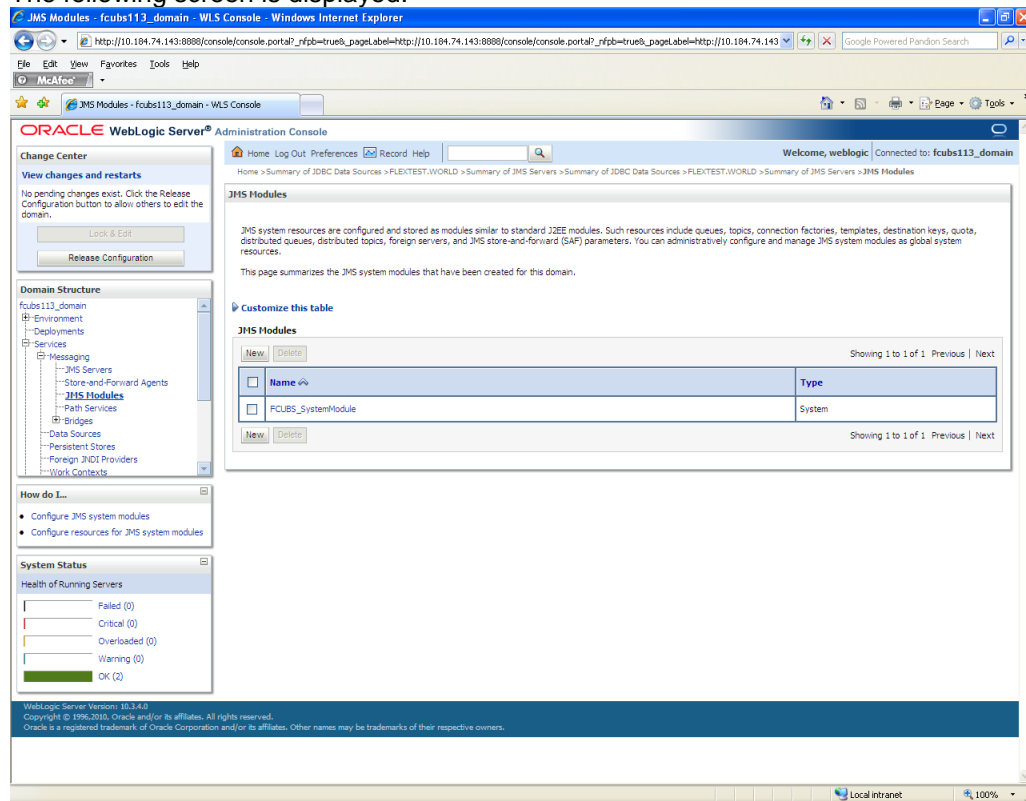 The following screen is displayed:
JMS Modules - fcubs113_domain - WLS Console - Windows Internet Explorer
http://10.184.74.143:8888/console/console.portal?_nfpb=true&_pageLabel=http://10.184.74.143:8888/console/console.portal?_nfpb=true&_pageLabel=http://10.184.74.143
Google Powered Pandion Search
File Edit View Favorites Tools Help
McAfee
JMS Modules - fcubs113_domain - WLS Console
Page Tools
ORACLE WebLogic Server® Administration Console
Change Center
View changes and restarts
No pending changes exist. Click the Release
Configuration button to allow others to edit the
domain.
Lock & Edit
Release Configuration
Domain Structure
fcubs113_domain
Environment
Deployments
Services
Messaging
JMS Servers
Store-and-Forward Agents
JMS Modules
Path Services
Bridges
Data Sources
Persistent Stores
Foreign JNDI Providers
Work Contexts
How do I...
Configure JMS system modules
Configure resources for JMS system modules
System Status
Health of Running Servers
Failed (0)
Critical (0)
Overloaded (0)
Warning (0)
OK (2)
Home Log Out Preferences Record Help
Welcome, weblogic Connected to: fcubs113_domain
Home >Summary of JDBC Data Sources >FLEXTEST.WORLD >Summary of JMS Servers >Summary of JDBC Data Sources >FLEXTEST.WORLD >Summary of JMS Servers >JMS Modules
JMS Modules
JMS system resources are configured and stored as modules similar to standard J2EE modules. Such resources include queues, topics, connection factories, templates, destination keys, quota,
distributed queues, distributed topics, foreign servers, and JMS store-and-forward (SAF) parameters. You can administratively configure and manage JMS system modules as global system
resources.
This page summarizes the JMS system modules that have been created for this domain.
Customize this table
JMS Modules
New Delete Showing 1 to 1 of 1 Previous | Next
Name Type
FCUBS_SystemModule System
New Delete Showing 1 to 1 of 1 Previous | Next
WebLogic Server Version: 10.3.4.0
Copyright © 1996,2010, Oracle and/or its affiliates. All rights reserved.
Oracle is a registered trademark of Oracle Corporation and/or its affiliates. Other names may be trademarks of their respective owners.
Local intranet 100%